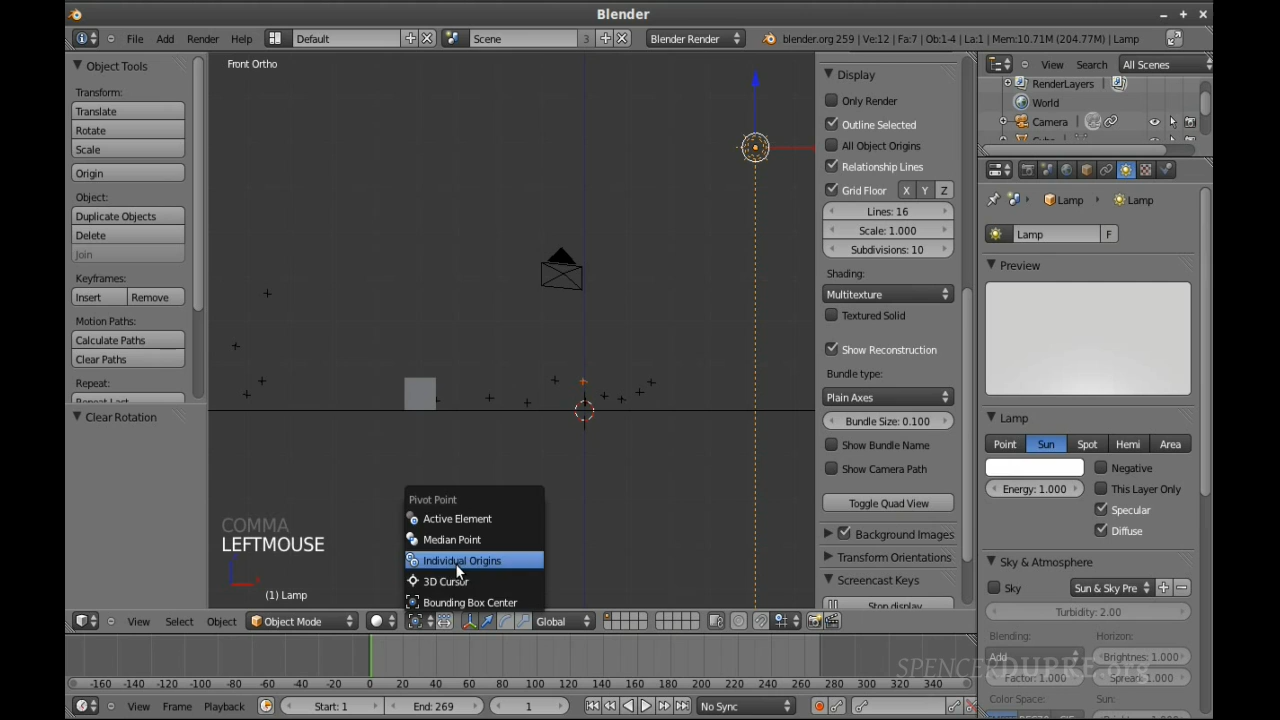 Blender
File Add Render Help Default Scene 3 Blender Render blender.org 259 | Ve:12 | Fa:7 | Ob:1-4 | La:1 | Mem:10.71M (204.77M) | Lamp
Object Tools
Transform:
Translate
Rotate
Scale
Origin
Object:
Duplicate Objects
Delete
Join
Keyframes:
Insert Remove
Motion Paths:
Calculate Paths
Clear Paths
Repeat:
Repeat Last
Clear Rotation
Front Ortho
COMMA
LEFTMOUSE
(1) Lamp
Pivot Point
Active Element
Median Point
Individual Origins
3D Cursor
Bounding Box Center
View Select Object Object Mode Global
Display
Only Render
Outline Selected
All Object Origins
Relationship Lines
Grid Floor X Y Z
Lines: 16
Scale: 1.000
Subdivisions: 10
Shading:
Multitexture
Textured Solid
Show Reconstruction
Bundle type:
Plain Axes
Bundle Size: 0.100
Show Bundle Name
Show Camera Path
Toggle Quad View
Background Images
Transform Orientations
Screencast Keys
Stop display
View Search All Scenes
RenderLayers
World
Camera
Lamp Lamp
Lamp F
Preview
Lamp
Point Sun Spot Hemi Area
Negative
Energy: 1.000 This Layer Only
Specular
Diffuse
Sky & Atmosphere
Sky Sun & Sky Pre
Turbidity: 2.00
Blending: Horizon:
Add Brightnes: 1.000
Factor: 1.000 Spread: 1.000
Color Space: Sun:
SPENCERDUPRE.org
-160 -140 -120 -100 -80 -60 -40 -20 0 20 40 60 80 100 120 140 160 180 200 220 240 260 280 300 320 340
View Frame Playback Start: 1 End: 269 1 No Sync